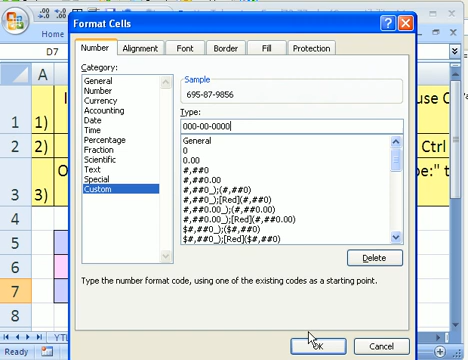 Format Cells
Home
D7
Number Alignment Font Border Fill Protection
Category:
General
Number
Currency
Accounting
Date
Time
Percentage
Fraction
Scientific
Text
Special
Custom
Sample
695-87-9856
Type:
000-00-0000
General
0
0.00
#,##0
#,##0.00
#,##0_);(#,##0)
#,##0_);[Red](#,##0)
#,##0.00_);(#,##0.00)
#,##0.00_);[Red](#,##0.00)
$#,##0_);($#,##0)
$#,##0_);[Red]($#,##0)
Delete
Type the number format code, using one of the existing codes as a starting point.
OK Cancel
A
1 1)
2 2) Ctrl
3 3) Type:" t
4
5
6
7
8
Ready